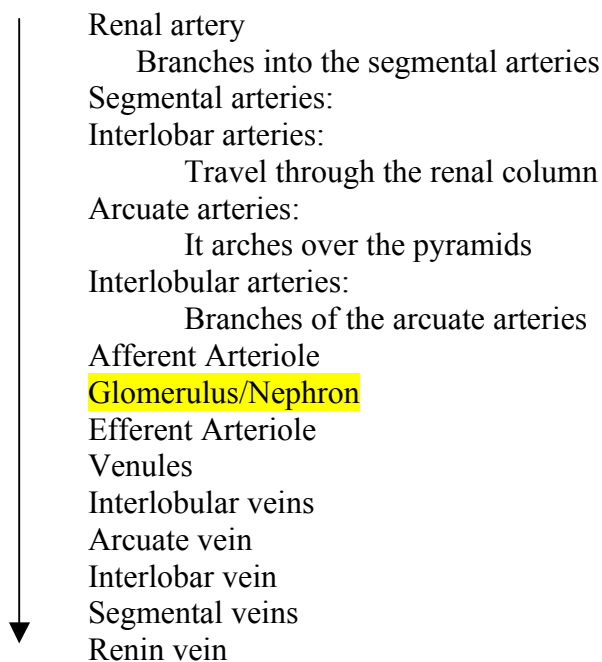 Renal artery
Branches into the segmental arteries
Segmental arteries:
Interlobar arteries:
Travel through the renal column
Arcuate arteries:
It arches over the pyramids
Interlobular arteries:
Branches of the arcuate arteries
Afferent Arteriole
Glomerulus/Nephron
Efferent Arteriole
Venules
Interlobular veins
Arcuate vein
Interlobar vein
Segmental veins
Renin vein